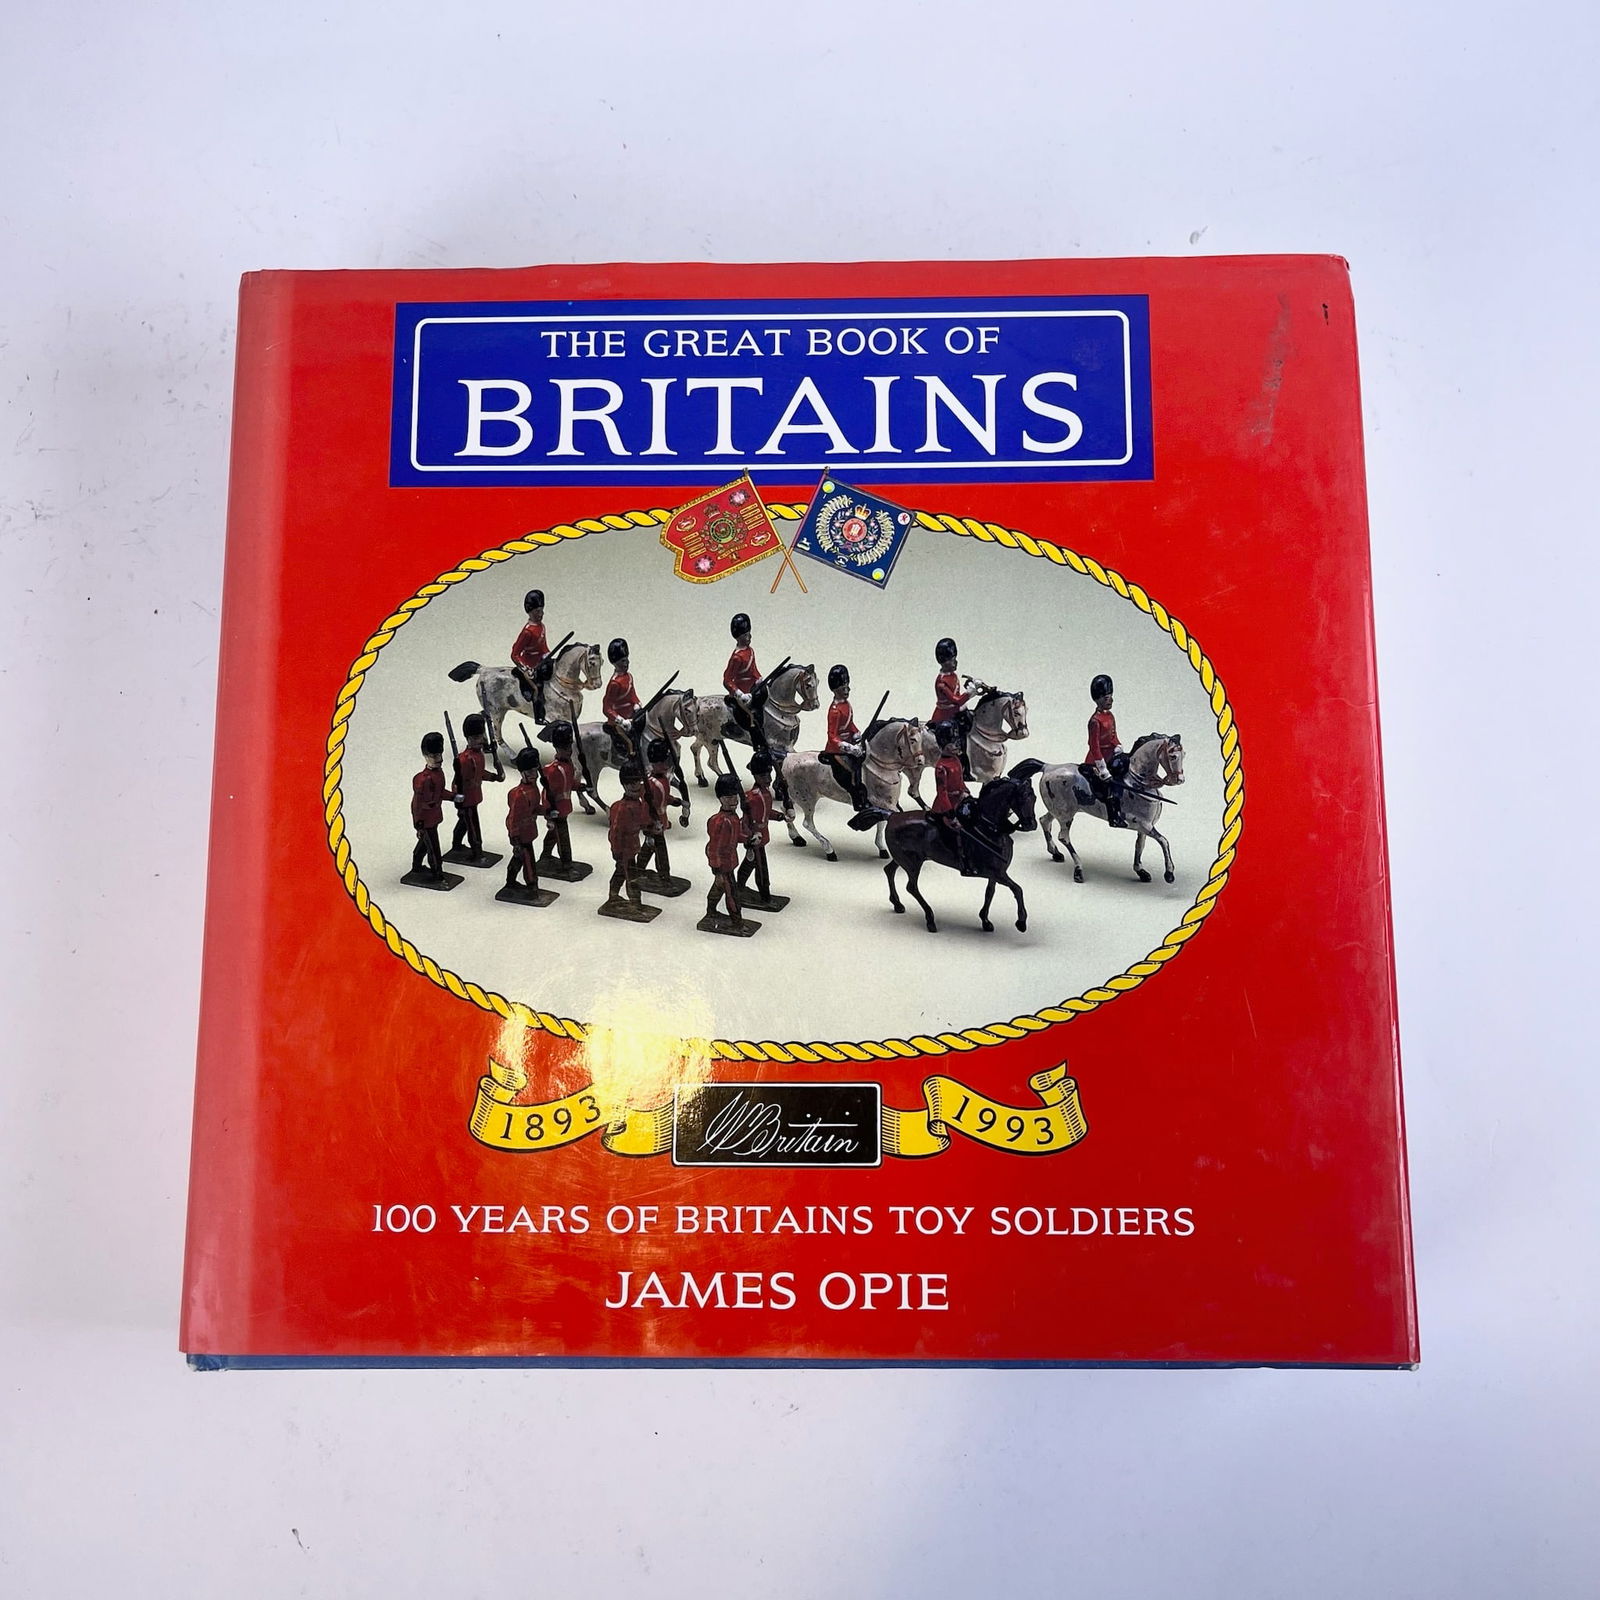 THE GREAT BOOK OF
BRITAINS
1893
W Britain
1993
100 YEARS OF BRITAINS TOY SOLDIERS
JAMES OPIE